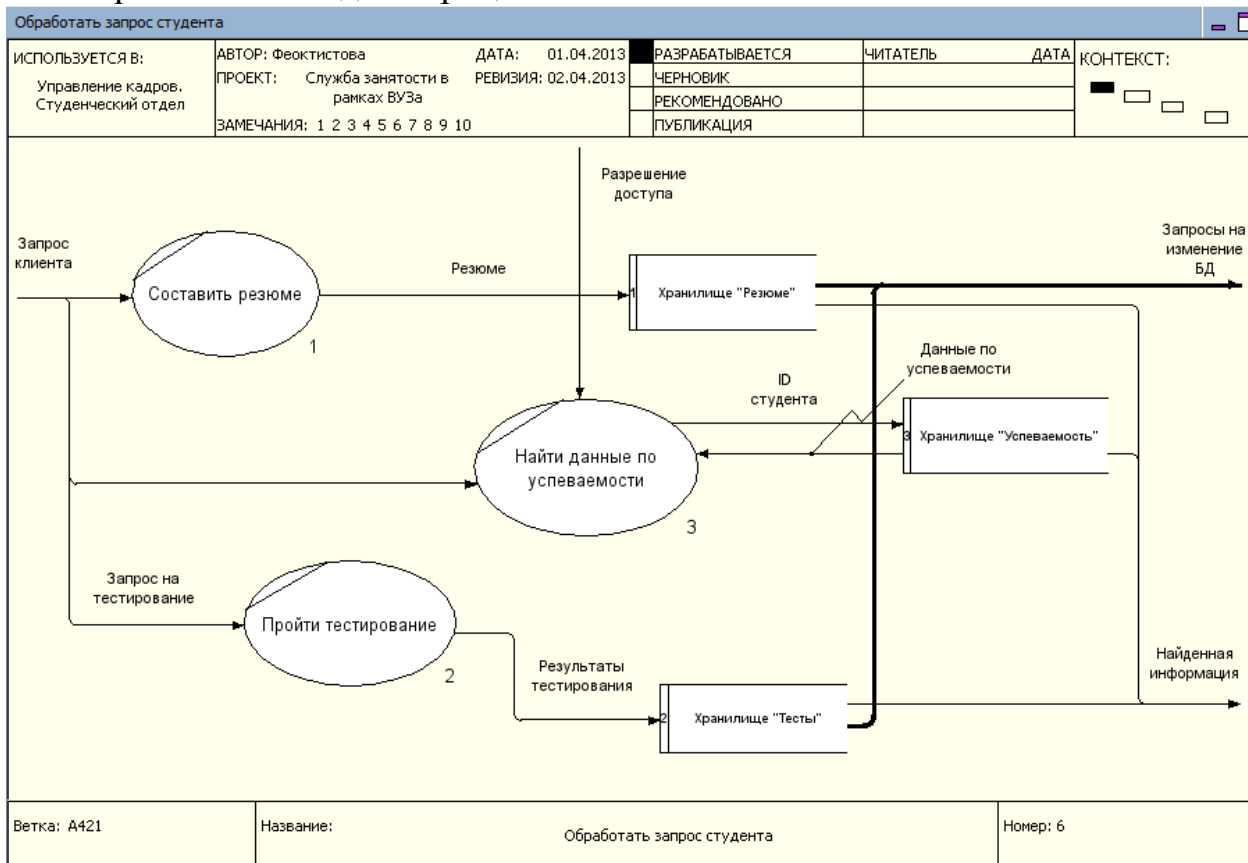 Обработать запрос студента
ИСПОЛЬЗУЕТСЯ В:
Управление кадров.
Студенческий отдел
АВТОР: Феоктистова
ДАТА: 01.04.2013
ПРОЕКТ: Служба занятости в
рамках ВУЗа
РЕВИЗИЯ: 02.04.2013
ЗАМЕЧАНИЯ: 1 2 3 4 5 6 7 8 9 10
РАЗРАБАТЫВАЕТСЯ
ЧЕРНОВИК
РЕКОМЕНДОВАНО
ПУБЛИКАЦИЯ
ЧИТАТЕЛЬ
ДАТА
КОНТЕКСТ:
Разрешение
доступа
Запрос
клиента
Составить резюме
1
Резюме
1
Хранилище "Резюме"
Запросы на
изменение
БД
Данные по
успеваемости
ID
студента
3
Хранилище "Успеваемость"
Найти данные по
успеваемости
3
Запрос на
тестирование
Пройти тестирование
2
Результаты
тестирования
2
Хранилище "Тесты"
Найденная
информация
Ветка: A421
Название:
Обработать запрос студента
Номер: 6